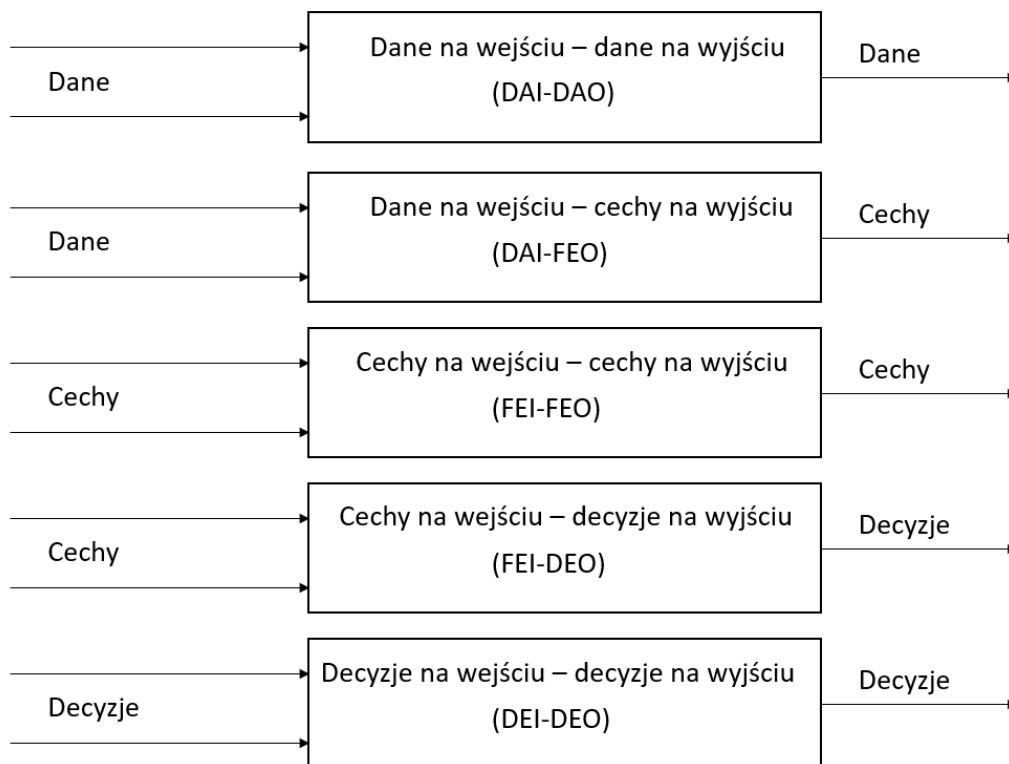 Dane
Dane na wejściu – dane na wyjściu
(DAI-DAO)
Dane
Dane
Dane na wejściu – cechy na wyjściu
(DAI-FEO)
Cechy
Cechy
Cechy na wejściu – cechy na wyjściu
(FEI-FEO)
Cechy
Cechy
Cechy na wejściu – decyzje na wyjściu
(FEI-DEO)
Decyzje
Decyzje
Decyzje na wejściu – decyzje na wyjściu
(DEI-DEO)
Decyzje